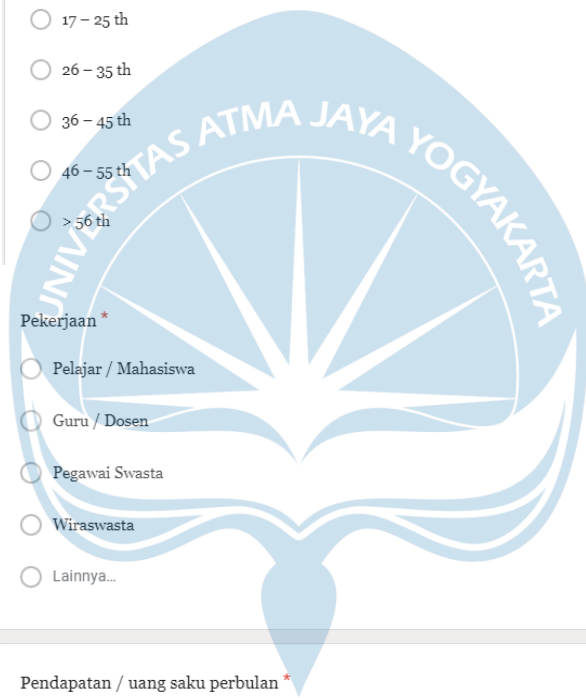 17 – 25 th
26 – 35 th
36 – 45 th
46 – 55 th
> 56 th
UNIVERSITAS ATMA JAYA YOGYAKARTA
Pekerjaan *
Pelajar / Mahasiswa
Guru / Dosen
Pegawai Swasta
Wiraswasta
Lainnya...
Pendapatan / uang saku perbulan *